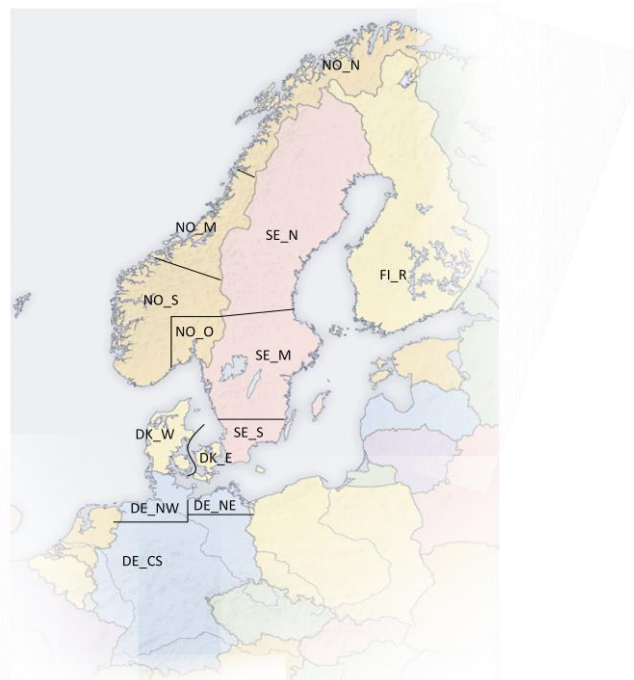 NO_N
NO_M
SE_N
FI_R
NO_S
NO_O
SE_M
DK_W
SE_S
DK_E
DE_NW
DE_NE
DE_CS